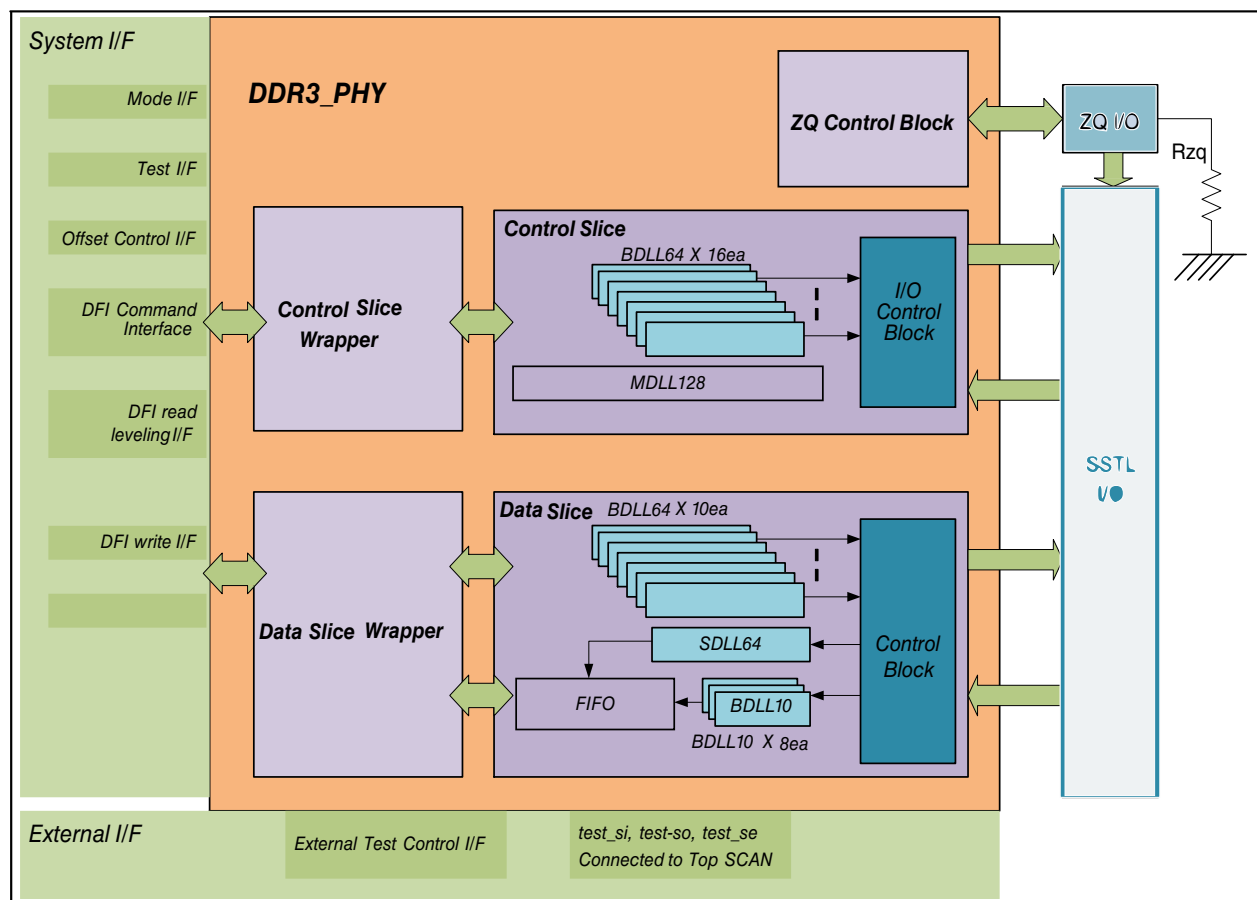 System I/F
Mode I/F
Test I/F
Offset Control I/F
DFI Command
Interface
DFI read
leveling I/F
DFI write I/F
DDR3_PHY
ZQ Control Block
ZQ I/O
Rzq
Control Slice
Wrapper
Control Slice
BDLL64 X 16ea
MDLL128
I/O
Control
Block
SSTL
I/O
Data Slice Wrapper
Data Slice
BDLL64 X 10ea
SDLL64
FIFO
BDLL10
BDLL10 X 8ea
Control
Block
External I/F
External Test Control I/F
test_si, test-so, test_se
Connected to Top SCAN